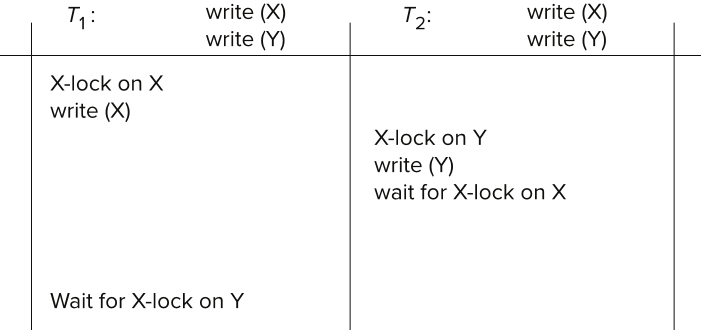 T1: write (X) T2: write (X)
write (Y) write (Y)
X-lock on X
write (X)
X-lock on Y
write (Y)
wait for X-lock on X
Wait for X-lock on Y